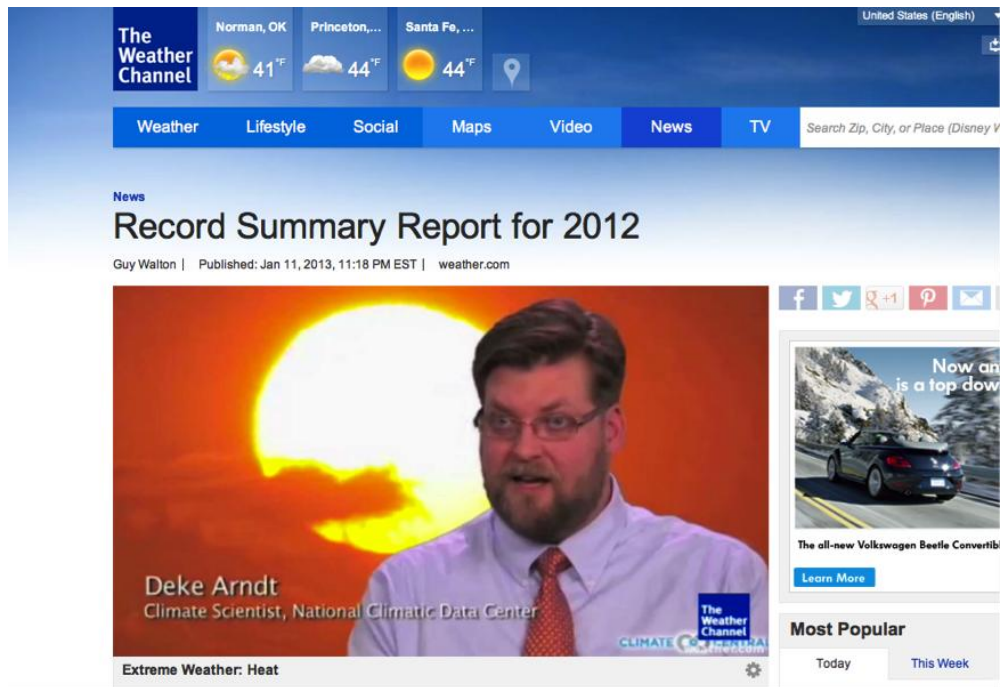 The
Weather
Channel
Norman, OK
41°F
Princeton,...
44°F
Santa Fe, ...
44°F
United States (English)
Weather
Lifestyle
Social
Maps
Video
News
TV
Search Zip, City, or Place (Disney W
News
Record Summary Report for 2012
Guy Walton | Published: Jan 11, 2013, 11:18 PM EST | weather.com
f
g +1
Now an
is a top dow
The all-new Volkswagen Beetle Convertib
Learn More
Deke Arndt
Climate Scientist, National Climatic Data Center
The
Weather
Channel
CLIMATE CENTRAL
Extreme Weather: Heat
Most Popular
Today
This Week